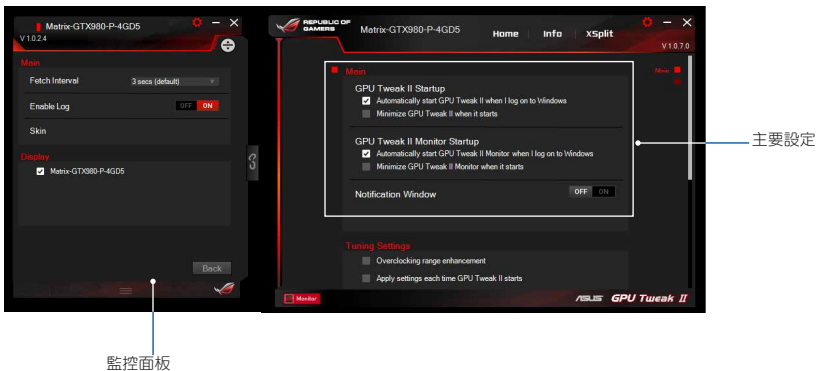 Matrix-GTX980-P-4GD5
V 1.0.2.4
Main
Fetch Interval 3 secs (default)
Enable Log OFF ON
Skin
Display
Matrix-GTX980-P-4GD5
Back
REPUBLIC OF
GAMERS
Matrix-GTX980-P-4GD5
Home Info XSplit
V 1.0.7.0
Main
GPU Tweak II Startup
Automatically start GPU Tweak II when I log on to Windows
Minimize GPU Tweak II when it starts
GPU Tweak II Monitor Startup
Automatically start GPU Tweak II Monitor when I log on to Windows
Minimize GPU Tweak II Monitor when it starts
Notification Window OFF ON
Tuning Settings
Overclocking range enhancement
Apply settings each time GPU Tweak II starts
Monitor
ASUS GPU Tweak II
主要設定
監控面板